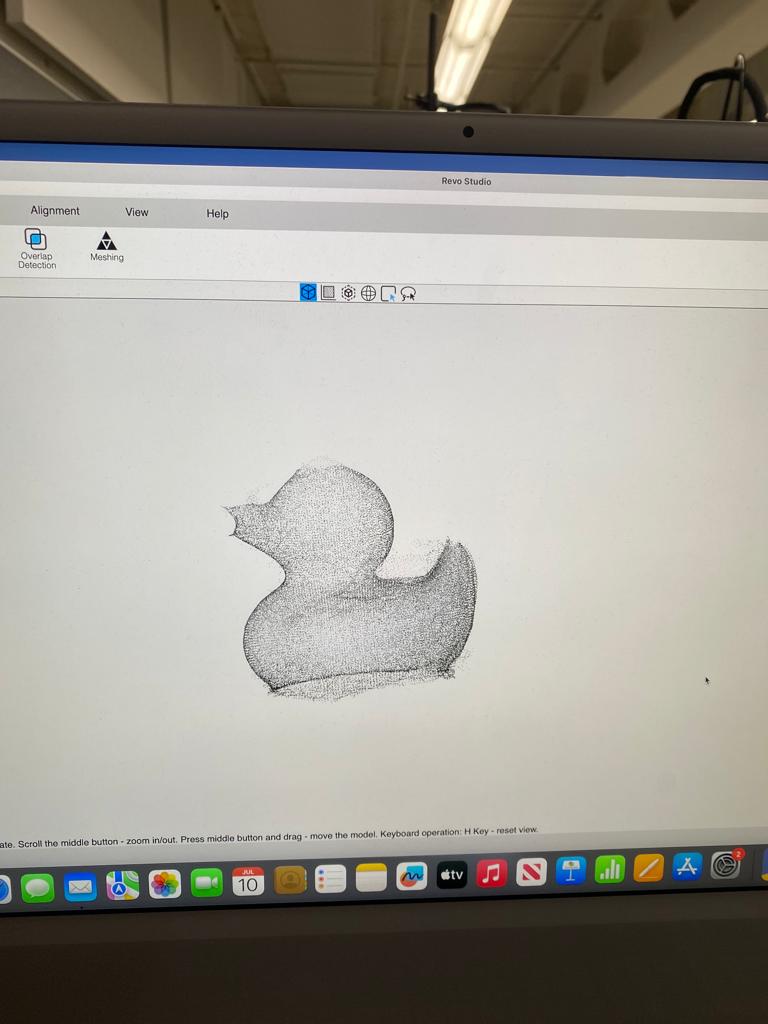 Revo Studio
Alignment View Help
Overlap
Detection
Meshing
ate. Scroll the middle button - zoom in/out. Press middle button and drag - move the model. Keyboard operation: H Key - reset view.
JUL
10
tv
2